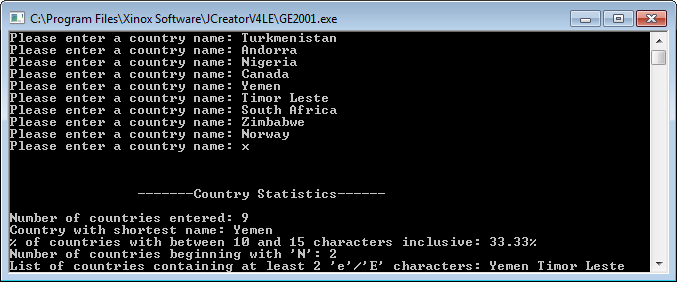 C:\Program Files\Xinox Software\JCreatorV4LE\GE2001.exe
Please enter a country name: Turkmenistan
Please enter a country name: Andorra
Please enter a country name: Nigeria
Please enter a country name: Canada
Please enter a country name: Yemen
Please enter a country name: Timor Leste
Please enter a country name: South Africa
Please enter a country name: Zimbabwe
Please enter a country name: Norway
Please enter a country name: x
-------Country Statistics------
Number of countries entered: 9
Country with shortest name: Yemen
% of countries with between 10 and 15 characters inclusive: 33.33%
Number of countries beginning with 'N': 2
List of countries containing at least 2 'e'/'E' characters: Yemen Timor Leste